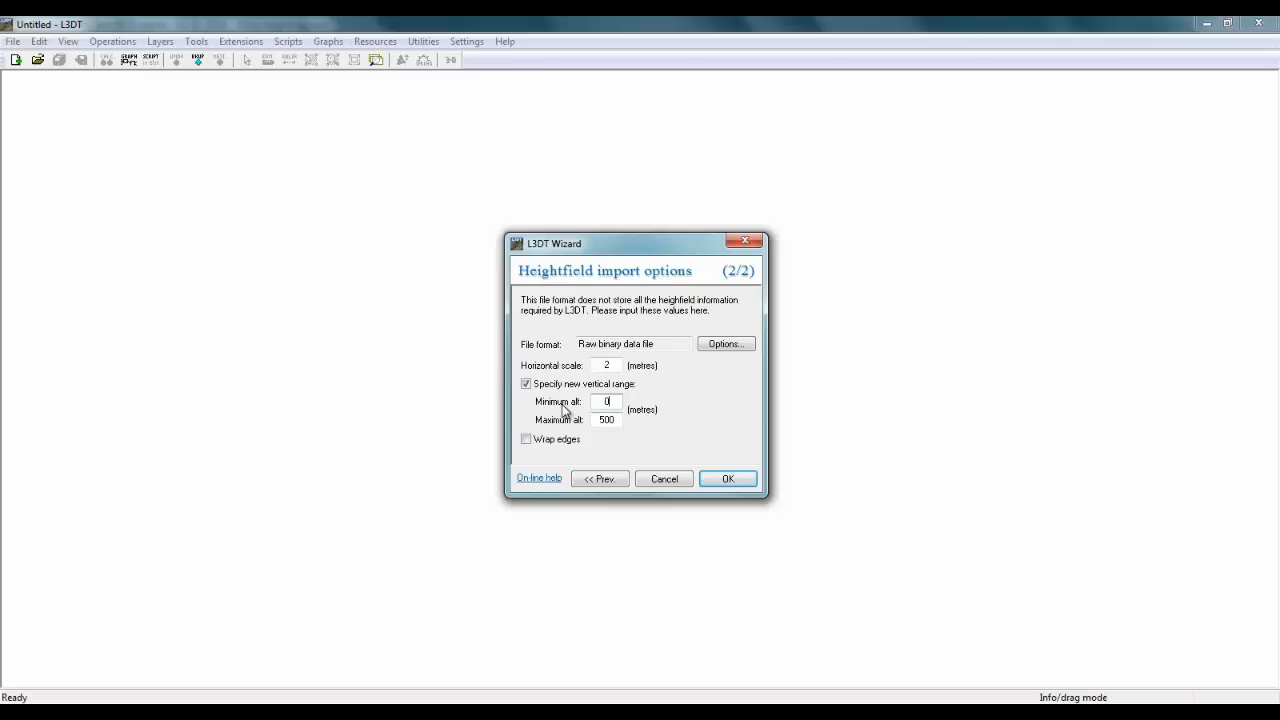 Untitled - L3DT
File Edit View Operations Layers Tools Extensions Scripts Graphs Resources Utilities Settings Help
L3DT Wizard
Heightfield import options (2/2)
This file format does not store all the heighfield information
required by L3DT. Please input these values here.
File format: Raw binary data file Options...
Horizontal scale: 2 (metres)
Specify new vertical range:
Minimum alt: 0
(metres)
Maximum alt: 500
Wrap edges
On-line help << Prev. Cancel OK
Ready Info/drag mode